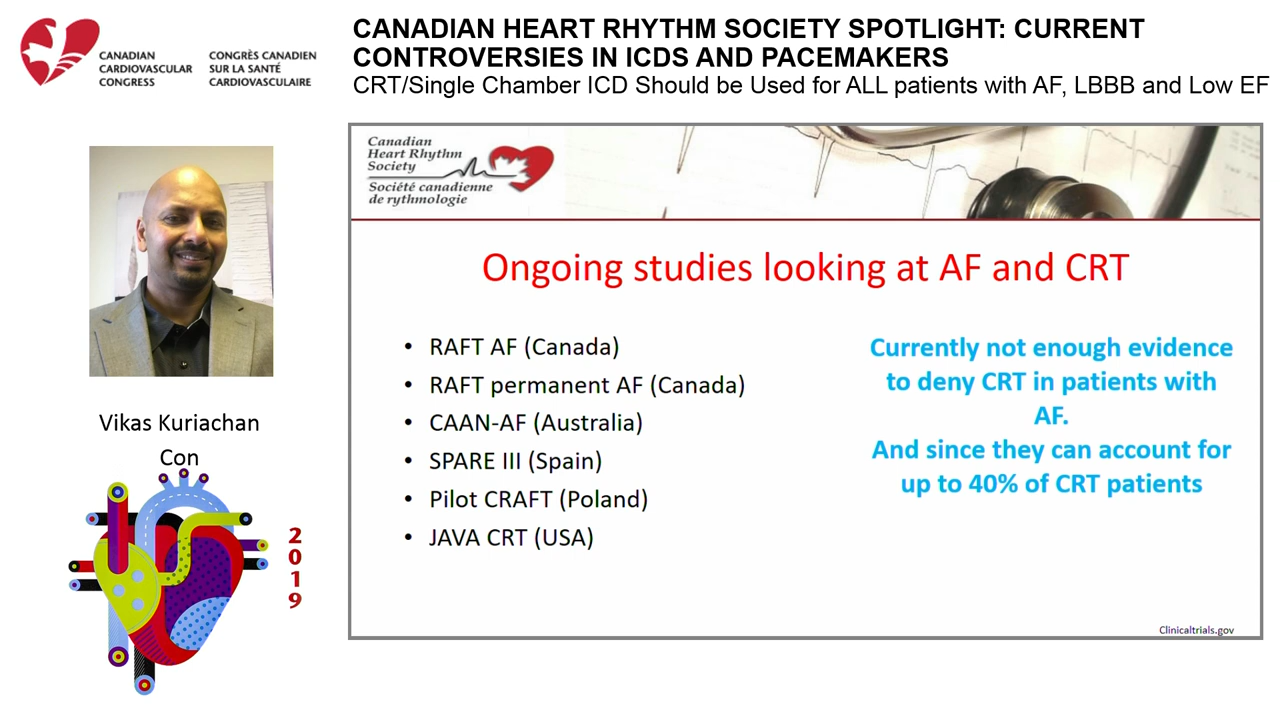 CANADIAN
CARDIOVASCULAR
CONGRESS
CONGRÈS CANADIEN
SUR LA SANTÉ
CARDIOVASCULAIRE
CANADIAN HEART RHYTHM SOCIETY SPOTLIGHT: CURRENT
CONTROVERSIES IN ICDS AND PACEMAKERS
CRT/Single Chamber ICD Should be Used for ALL patients with AF, LBBB and Low EF
Canadian
Heart Rhythm
Society
Société canadienne
de rythmologie
Ongoing studies looking at AF and CRT
• RAFT AF (Canada)
• RAFT permanent AF (Canada)
• CAAN-AF (Australia)
• SPARE III (Spain)
• Pilot CRAFT (Poland)
• JAVA CRT (USA)
Currently not enough evidence
to deny CRT in patients with
AF.
And since they can account for
up to 40% of CRT patients
Clinicaltrials.gov
Vikas Kuriachan
Con
2019